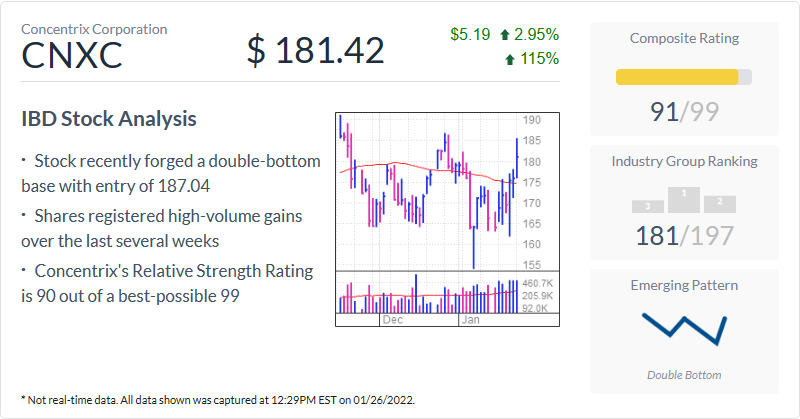 Concentrix Corporation
CNXC
$ 181.42
$5.19 2.95%
115%
IBD Stock Analysis
· Stock recently forged a double-bottom
base with entry of 187.04
· Shares registered high-volume gains
over the last several weeks
· Concentrix's Relative Strength Rating
is 90 out of a best-possible 99
190
185
180
175
170
165
160
155
460.7K
205.9K
92.0K
Dec
Jan
Composite Rating
91/99
Industry Group Ranking
3
1
2
181/197
Emerging Pattern
Double Bottom
* Not real-time data. All data shown was captured at 12:29PM EST on 01/26/2022.